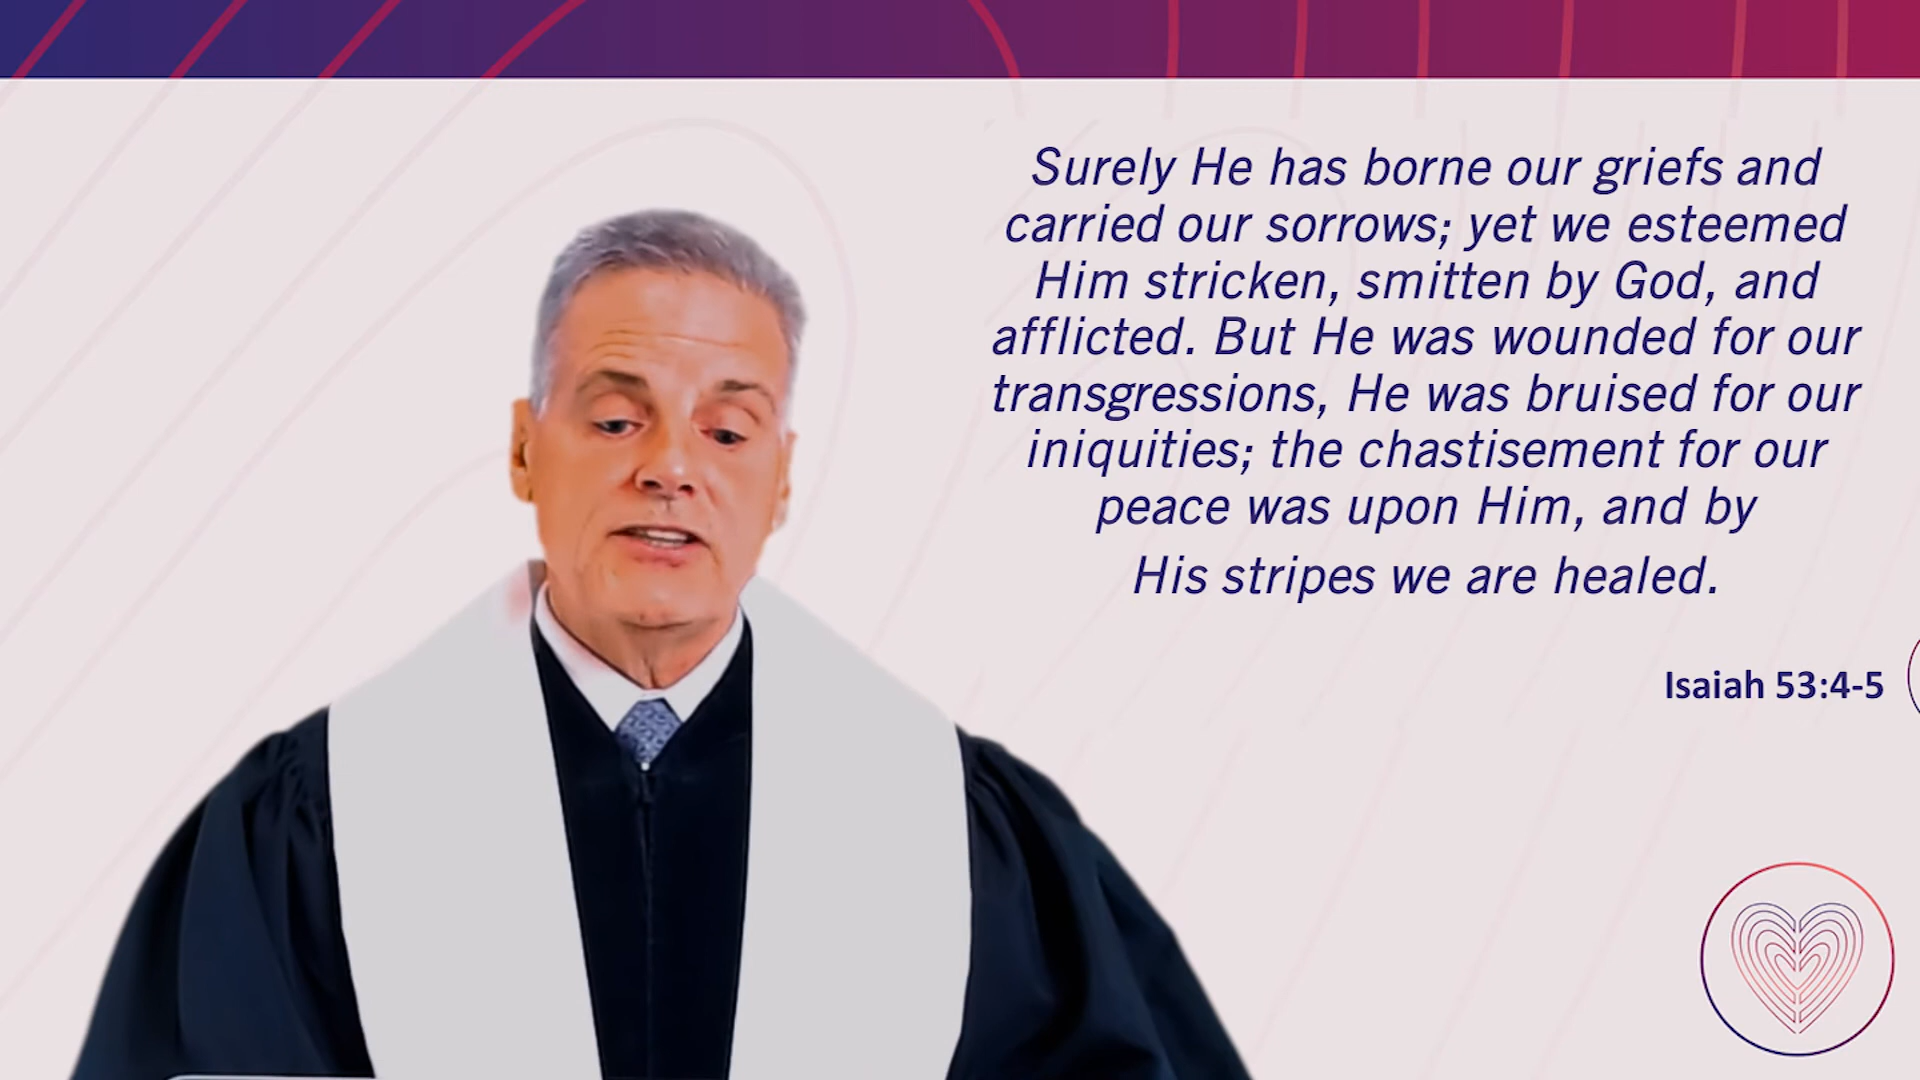 Surely He has borne our griefs and
carried our sorrows; yet we esteemed
Him stricken, smitten by God, and
afflicted. But He was wounded for our
transgressions, He was bruised for our
iniquities; the chastisement for our
peace was upon Him, and by
His stripes we are healed.
Isaiah 53:4-5